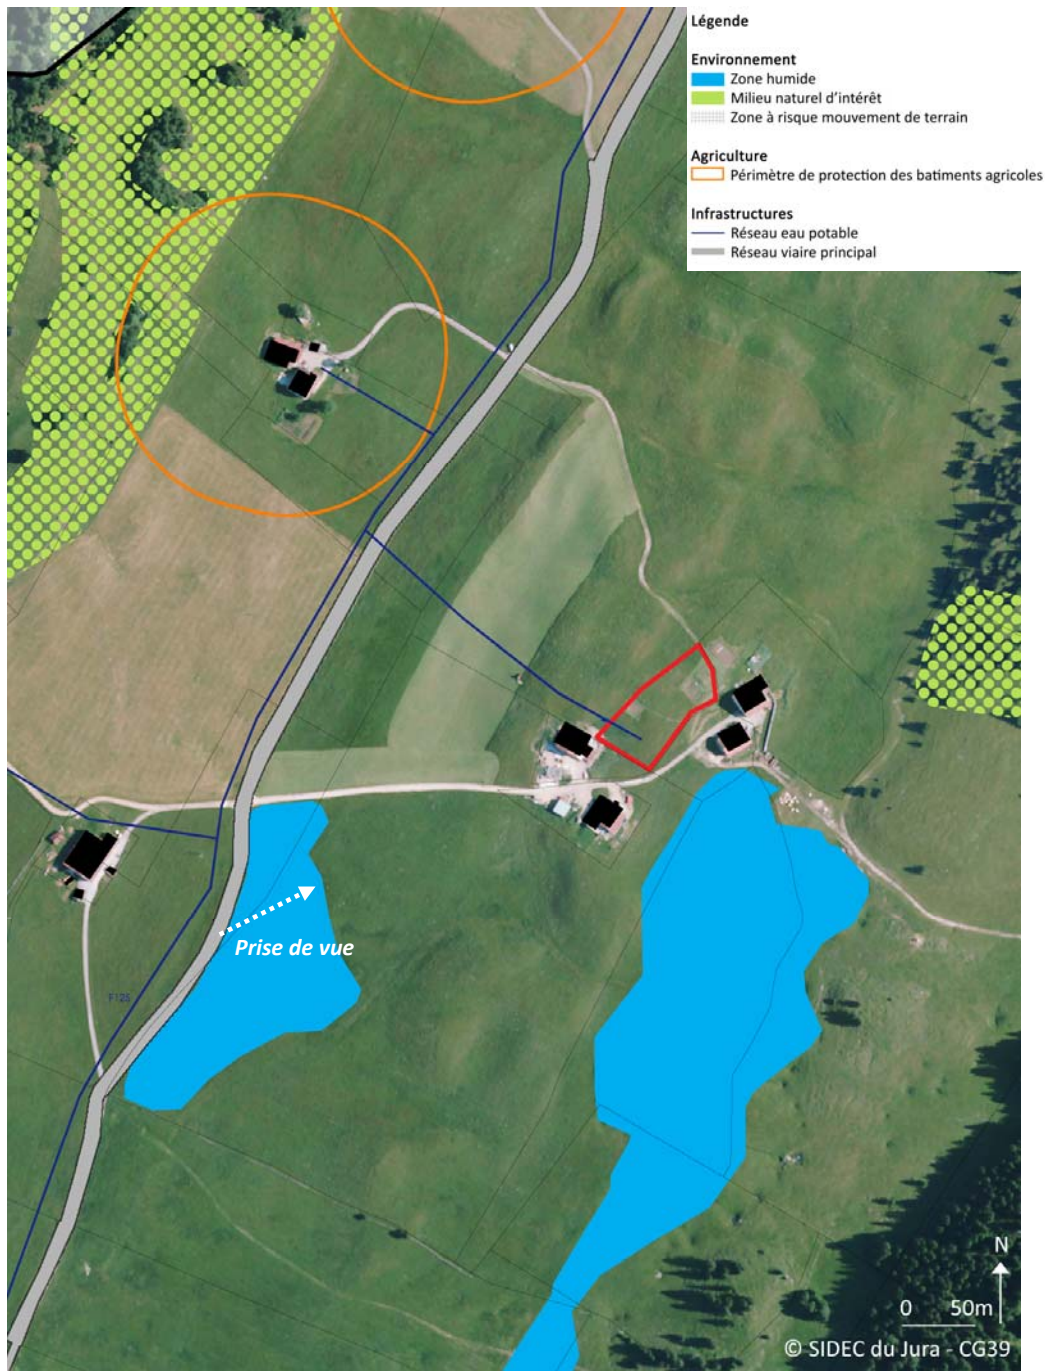 Légende
Environnement
Zone humide
Milieu naturel d'intérêt
Zone à risque mouvement de terrain
Agriculture
Périmètre de protection des batiments agricoles
Infrastructures
Réseau eau potable
Réseau viaire principal
Prise de vue
F125
N
0 50m
© SIDEC du Jura - CG39